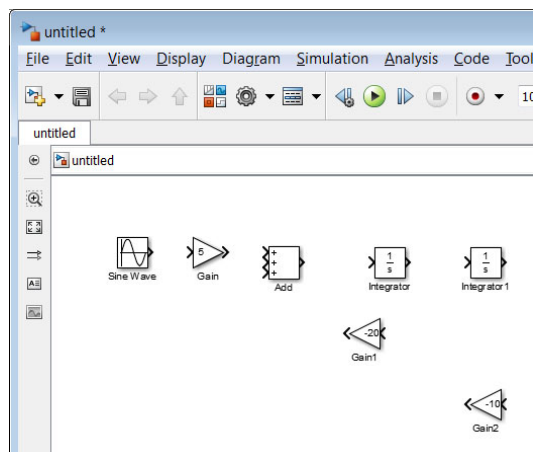 untitled *
File Edit View Display Diagram Simulation Analysis Code Tool
10
untitled
untitled
A
5
+
+
+
1
s
1
s
Sine Wave Gain Add Integrator Integrator1
-20
Gain1
-10
Gain2